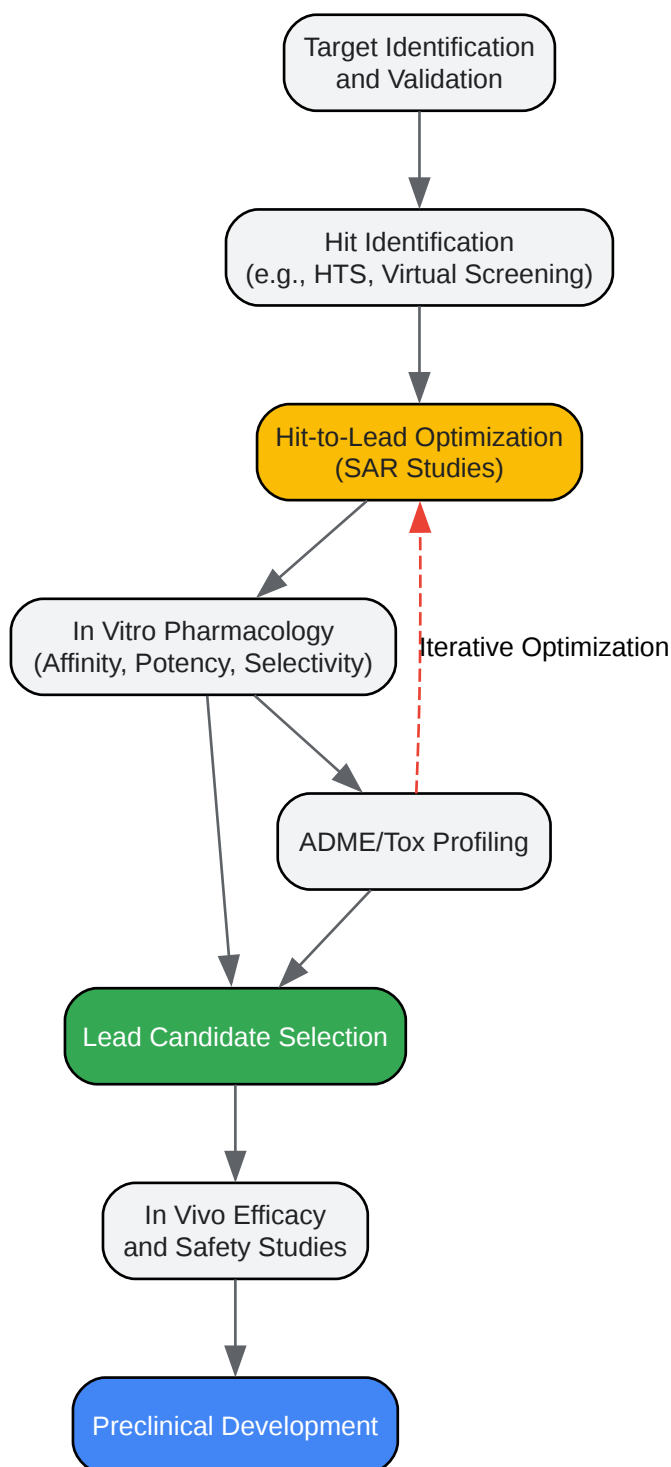 Target Identification
and Validation
Hit Identification
(e.g., HTS, Virtual Screening)
Hit-to-Lead Optimization
(SAR Studies)
In Vitro Pharmacology
(Affinity, Potency, Selectivity)
Iterative Optimization
ADME/Tox Profiling
Lead Candidate Selection
In Vivo Efficacy
and Safety Studies
Preclinical Development